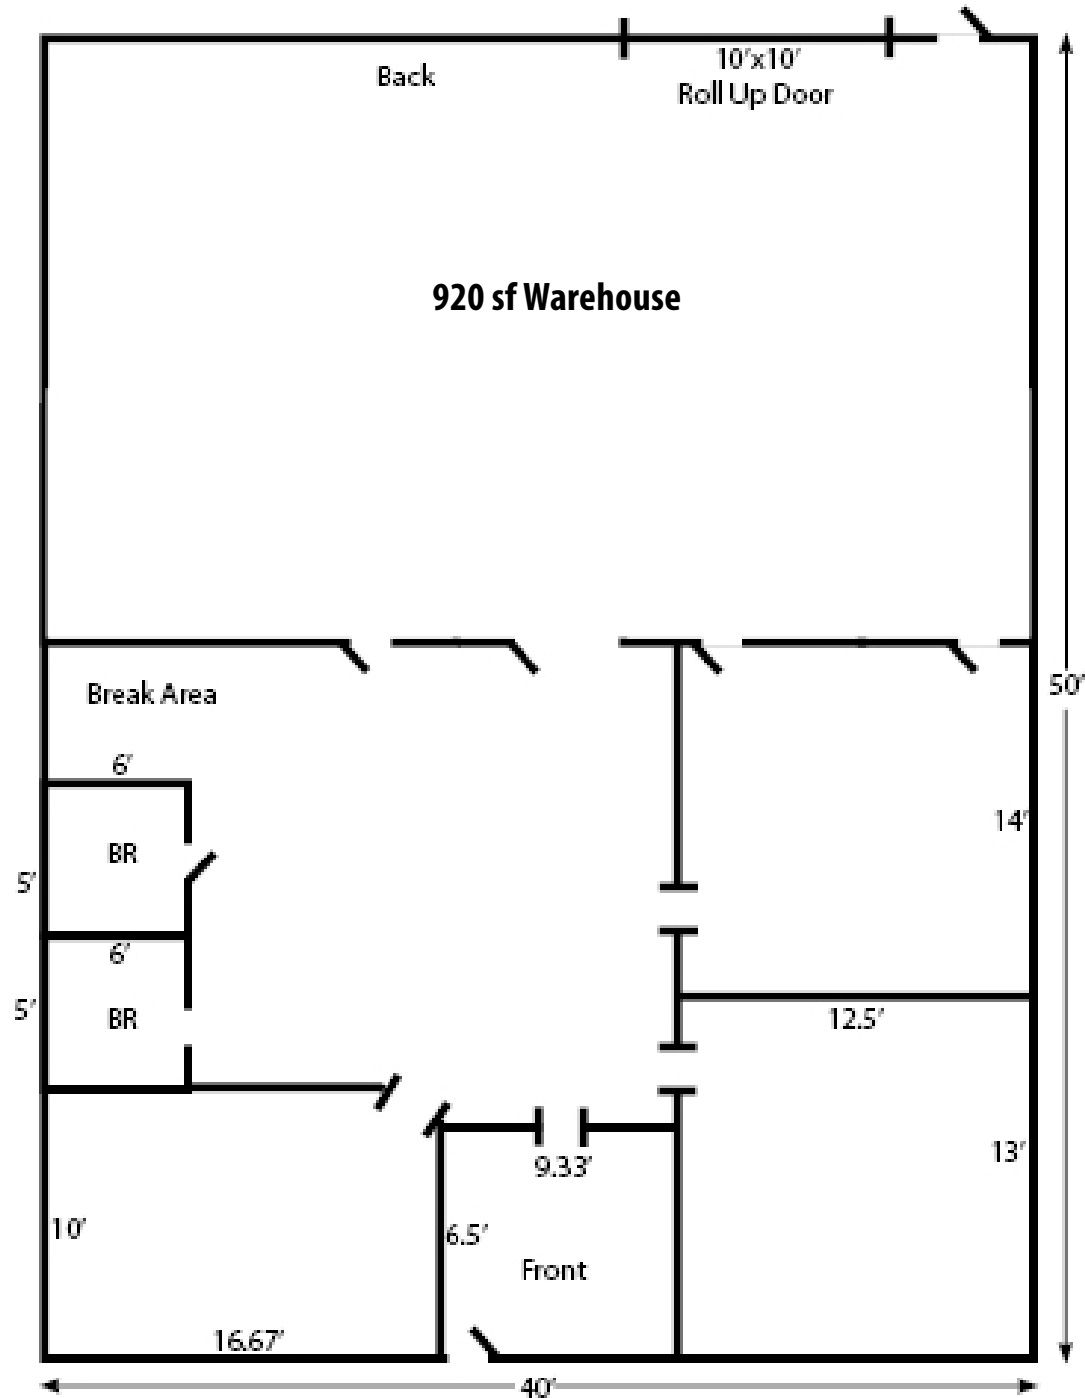 Back
10'x10'
Roll Up Door
920 sf Warehouse
50'
Break Area
6'
14'
BR
5'
6'
5'
BR
12.5'
13'
9.33'
10'
6.5'
Front
16.67'
40'